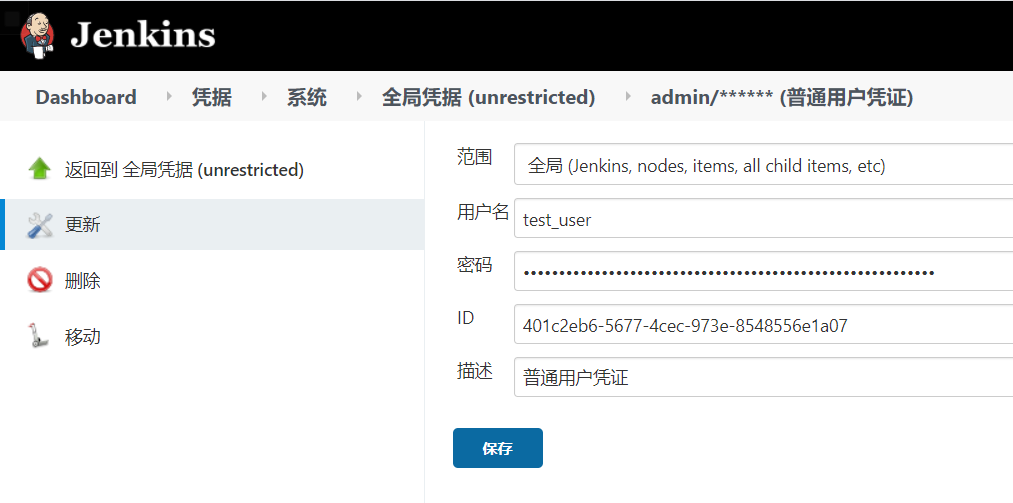 Jenkins
Dashboard 凭据 系统 全局凭据 (unrestricted) admin/****** (普通用户凭证)
返回到 全局凭据 (unrestricted)
更新
删除
移动
范围 全局 (Jenkins, nodes, items, all child items, etc)
用户名 test_user
密码 ••••••••••••••••••••••••••••••••••••••••••••••••••••••••••
ID 401c2eb6-5677-4cec-973e-8548556e1a07
描述 普通用户凭证
保存